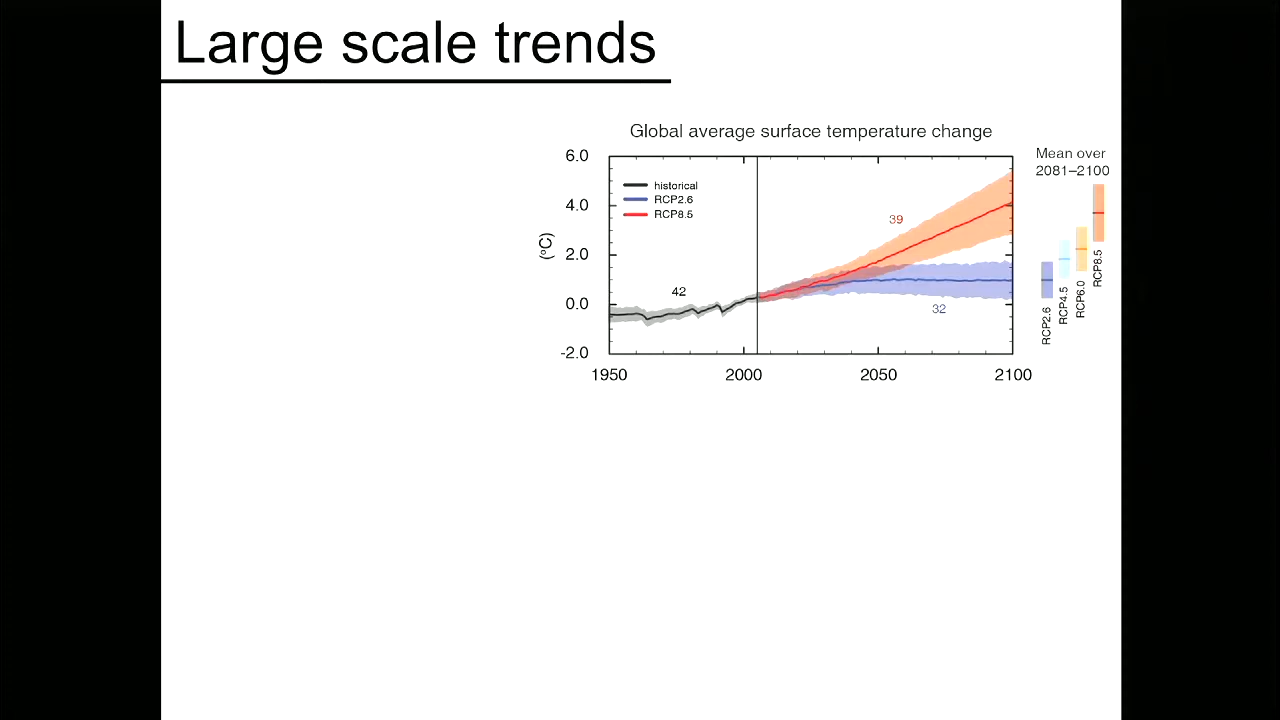 Large scale trends
Global average surface temperature change
Mean over
2081–2100
6.0
4.0
2.0
0.0
-2.0
(°C)
historical
RCP2.6
RCP8.5
39
42
32
1950
2000
2050
2100
RCP2.6
RCP4.5
RCP6.0
RCP8.5